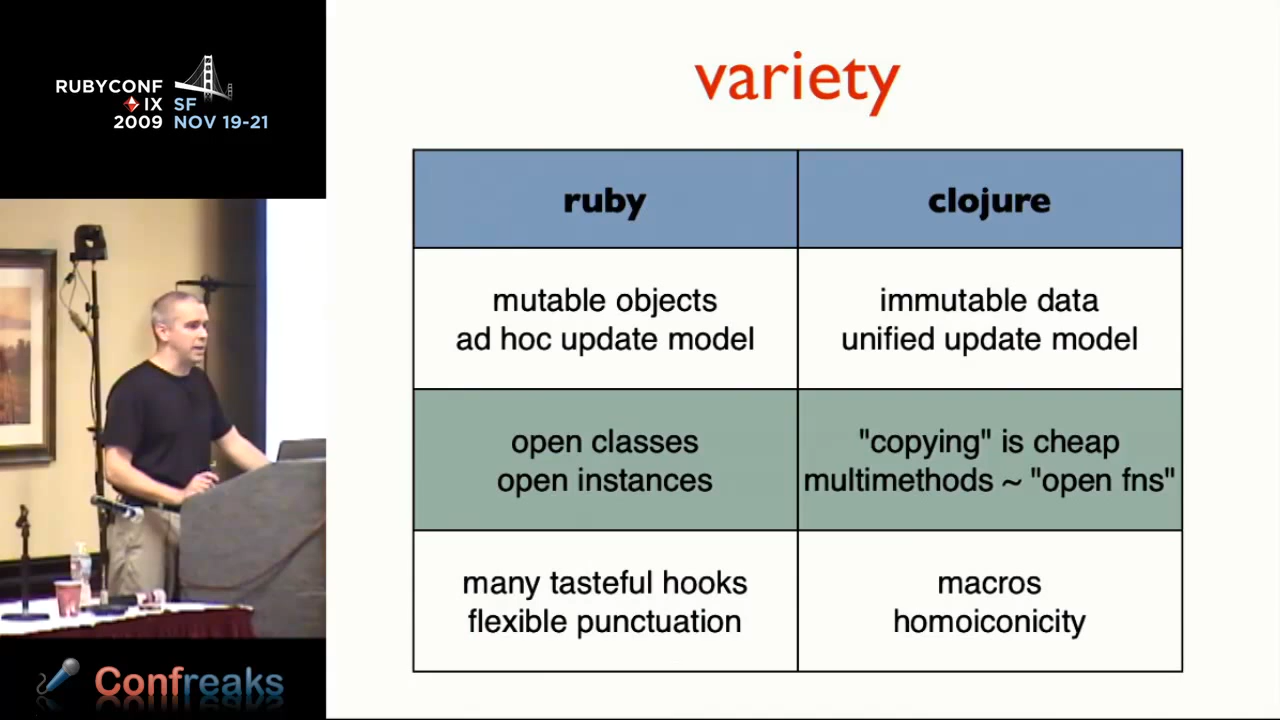 RUBYCONF
IX SF
2009 NOV 19-21
variety
ruby
clojure
mutable objects
ad hoc update model
immutable data
unified update model
open classes
open instances
"copying" is cheap
multimethods ~ "open fns"
many tasteful hooks
flexible punctuation
macros
homoiconicity
Confreaks